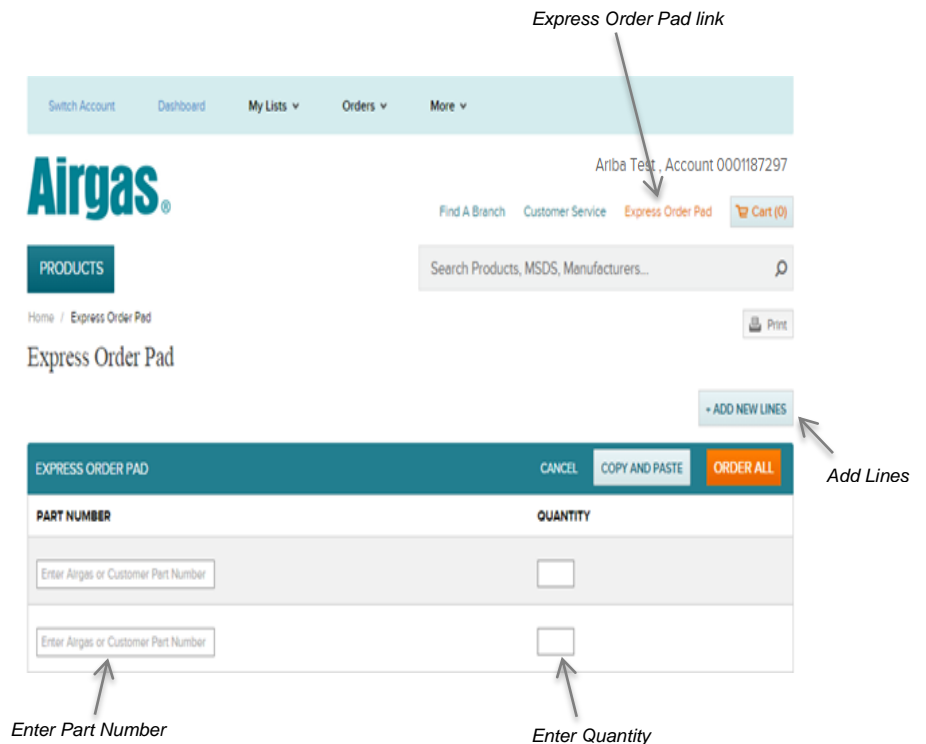 Express Order Pad link
Switch Account Dashboard My Lists Orders More
Airgas®
Ariba Test , Account 0001187297
Find A Branch Customer Service Express Order Pad Cart (0)
PRODUCTS Search Products, MSDS, Manufacturers...
Home / Express Order Pad Print
Express Order Pad
+ ADD NEW LINES
EXPRESS ORDER PAD CANCEL COPY AND PASTE ORDER ALL
Add Lines
PART NUMBER QUANTITY
Enter Airgas or Customer Part Number
Enter Airgas or Customer Part Number
Enter Part Number Enter Quantity